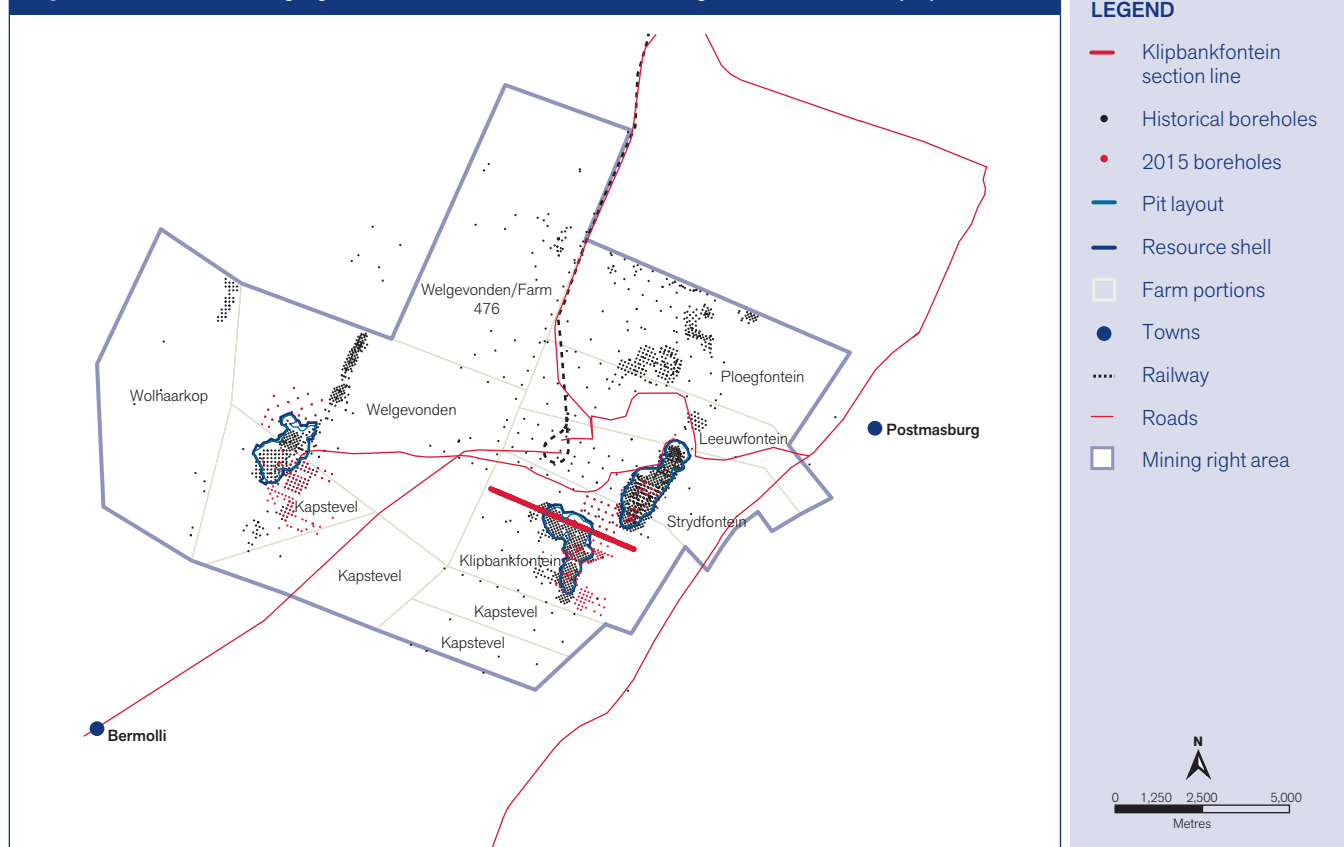 LEGEND
Klipbankfontein
section line
Historical boreholes
2015 boreholes
Pit layout
Resource shell
Farm portions
Towns
Railway
Roads
Mining right area
Welgevonden/Farm
476
Wolhaarkop
Welgevonden
Ploegfontein
Leeuwfontein
Postmasburg
Kapstevel
Strydfontein
Klipbankfontein
Kapstevel
Kapstevel
Kapstevel
Bermolli
N
0 1,250 2,500 5,000
Metres